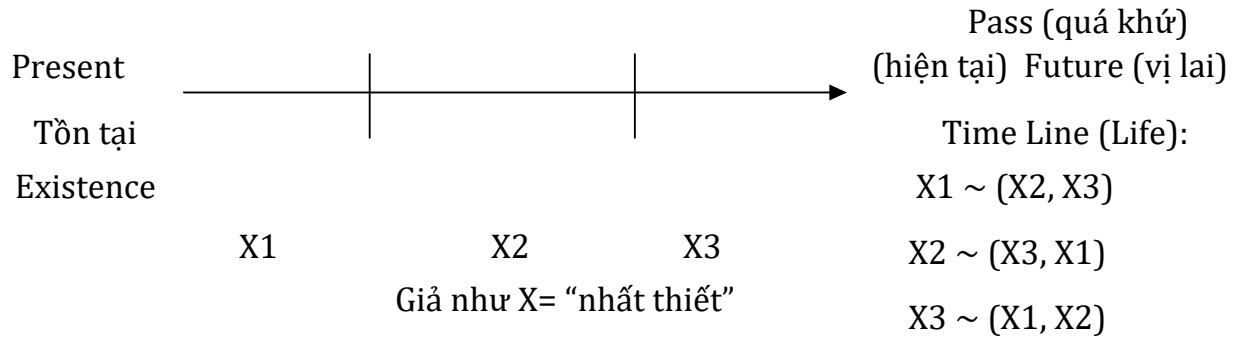 Pass (quá khứ)
Present (hiện tại) Future (vị lai)
Tồn tại Time Line (Life):
Existence X1 ~ (X2, X3)
X1 X2 X3 X2 ~ (X3, X1)
Giả như X= “nhất thiết” X3 ~ (X1, X2)